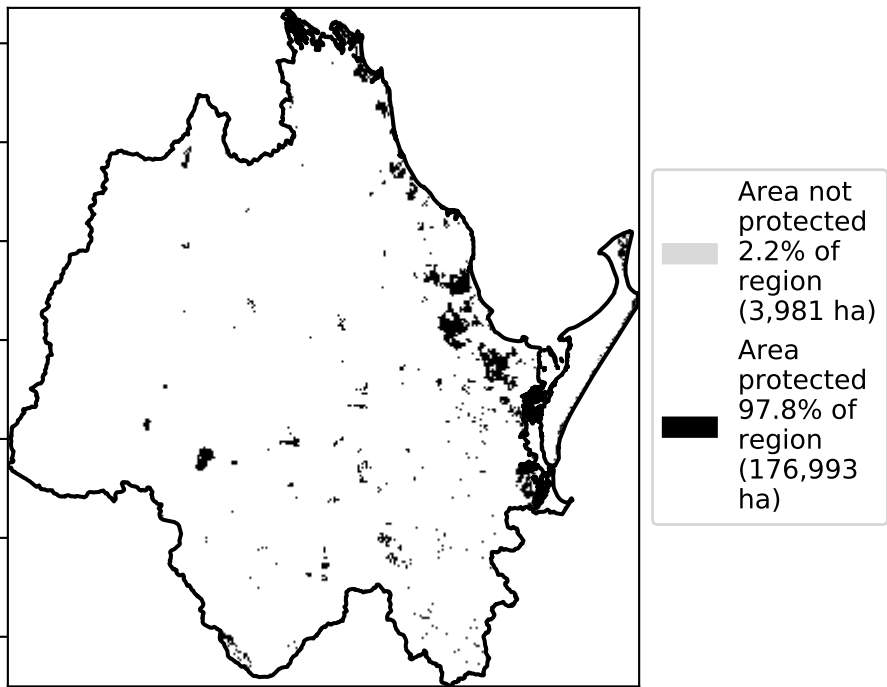 Area not
protected
2.2% of
region
(3,981 ha)
Area
protected
97.8% of
region
(176,993
ha)